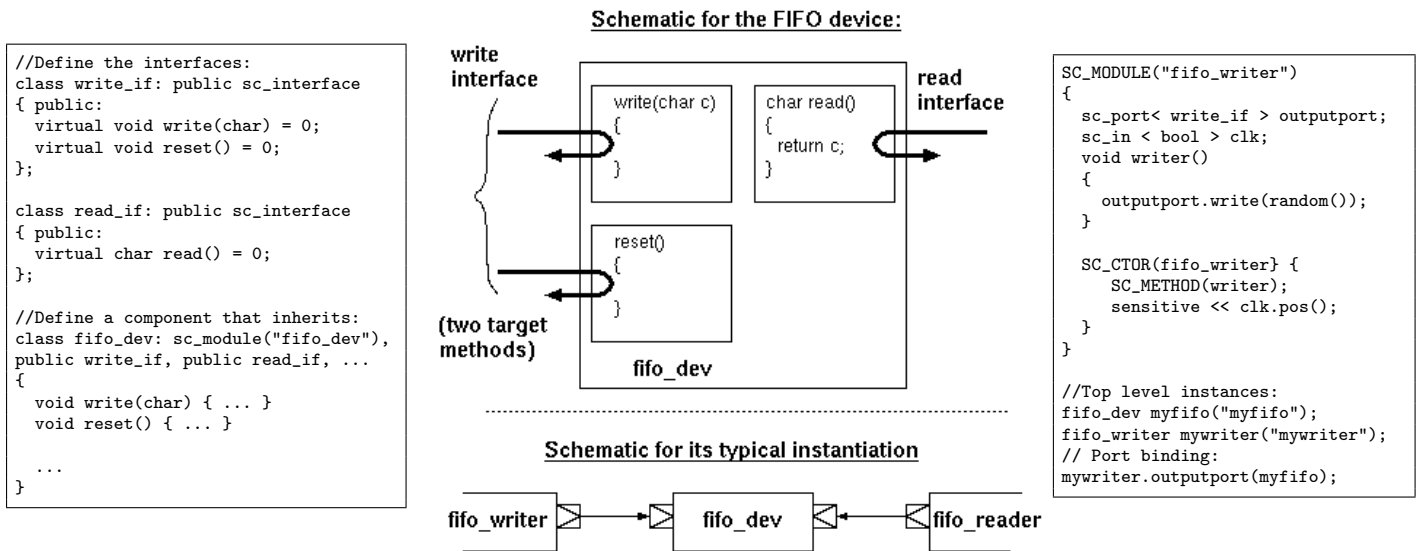 //Define the interfaces:
class write_if: public sc_interface
{ public:
  virtual void write(char) = 0;
  virtual void reset() = 0;
};
class read_if: public sc_interface
{ public:
  virtual char read() = 0;
};
//Define a component that inherits:
class fifo_dev: sc_module("fifo_dev"),
public write_if, public read_if, ...
{
  void write(char) { ... }
  void reset() { ... }
  ...
}
Schematic for the FIFO device:
write
interface
write(char c)
{
}
char read()
{
  return c;
}
read
interface
reset()
{
}
(two target
methods)
fifo_dev
Schematic for its typical instantiation
fifo_writer
fifo_dev
fifo_reader
SC_MODULE("fifo_writer")
{
  sc_port< write_if > outputport;
  sc_in < bool > clk;
  void writer()
  {
    outputport.write(random());
  }
  SC_CTOR(fifo_writer} {
     SC_METHOD(writer);
     sensitive << clk.pos();
  }
}
//Top level instances:
fifo_dev myfifo("myfifo");
fifo_writer mywriter("mywriter");
// Port binding:
mywriter.outputport(myfifo);